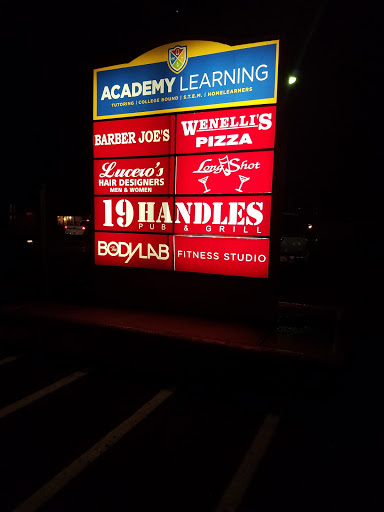 ACADEMY LEARNING
TUTORING | COLLEGE BOUND | S.T.E.M. | HOMELEARNERS
BARBER JOE'S
WENELLI'S
PIZZA
Lucero's
HAIR DESIGNERS
MEN & WOMEN
Long Shot
19 HANDLES
PUB & GRILL
The BODYLAB
FITNESS STUDIO